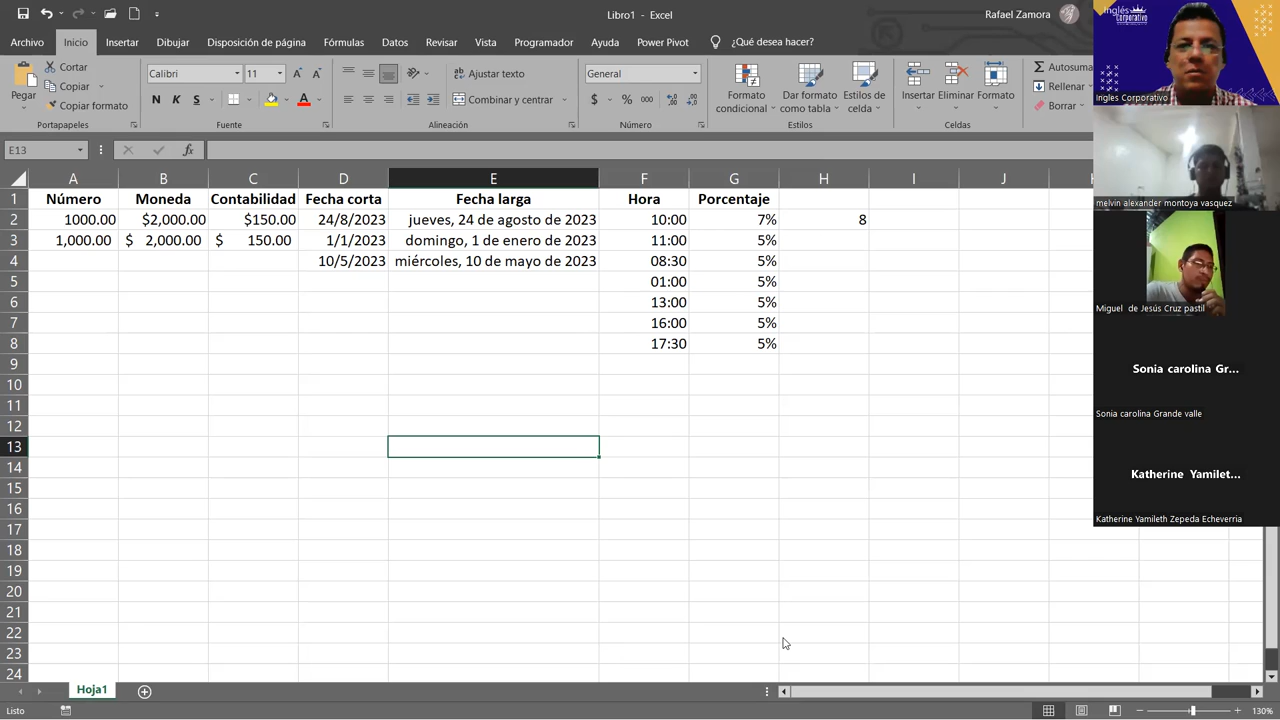 Libro1 - Excel
Rafael Zamora
Archivo Inicio Insertar Dibujar Disposición de página Fórmulas Datos Revisar Vista Programador Ayuda Power Pivot ¿Qué desea hacer?
Pegar
Cortar
Copiar
Copiar formato
Portapapeles
Calibri 11
N K S
Fuente
Ajustar texto
Combinar y centrar
Alineación
General
$ % 000
Número
Formato condicional
Dar formato como tabla
Estilos de celda
Estilos
Insertar Eliminar Formato
Celdas
Autosuma
Rellenar
Borrar
E13
fx
A B C D E F G H I J
1 Número Moneda Contabilidad Fecha corta Fecha larga Hora Porcentaje
2 1000.00 $2,000.00 $150.00 24/8/2023 jueves, 24 de agosto de 2023 10:00 7% 8
3 1,000.00 $ 2,000.00 $ 150.00 1/1/2023 domingo, 1 de enero de 2023 11:00 5%
4 10/5/2023 miércoles, 10 de mayo de 2023 08:30 5%
5 01:00 5%
6 13:00 5%
7 16:00 5%
8 17:30 5%
9
10
11
12
13
14
15
16
17
18
19
20
21
22
23
24
Hoja1
Listo
130%
Inglés Corporativo
Ingles Corporativo
melvin alexander montoya vasquez
Miguel de Jesús Cruz pastil
Sonia carolina Gr...
Sonia carolina Grande valle
Katherine Yamilet...
Katherine Yamileth Zepeda Echeverria